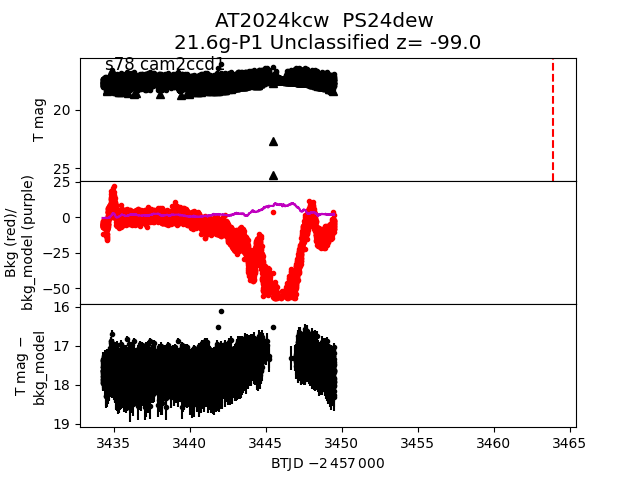 AT2024kcw  PS24dew
21.6g-P1 Unclassified z= -99.0
s78 cam2ccd1
T mag
20
25
Bkg (red)/
bkg_model (purple)
25
0
−25
−50
T mag −
bkg_model
16
17
18
19
3435 3440 3445 3450 3455 3460 3465
BTJD −2 457 000